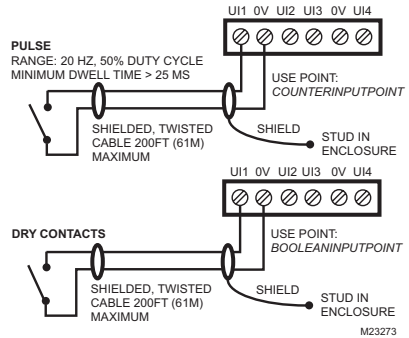 UI1 0V UI2 UI3 0V UI4
PULSE
RANGE: 20 HZ, 50% DUTY CYCLE
MINIMUM DWELL TIME > 25 MS
USE POINT:
COUNTERINPUTPOINT
SHIELDED, TWISTED
CABLE 200FT (61M)
MAXIMUM
SHIELD
STUD IN
ENCLOSURE
UI1 0V UI2 UI3 0V UI4
DRY CONTACTS
USE POINT:
BOOLEANINPUTPOINT
SHIELDED, TWISTED
CABLE 200FT (61M)
MAXIMUM
SHIELD
STUD IN
ENCLOSURE
M23273